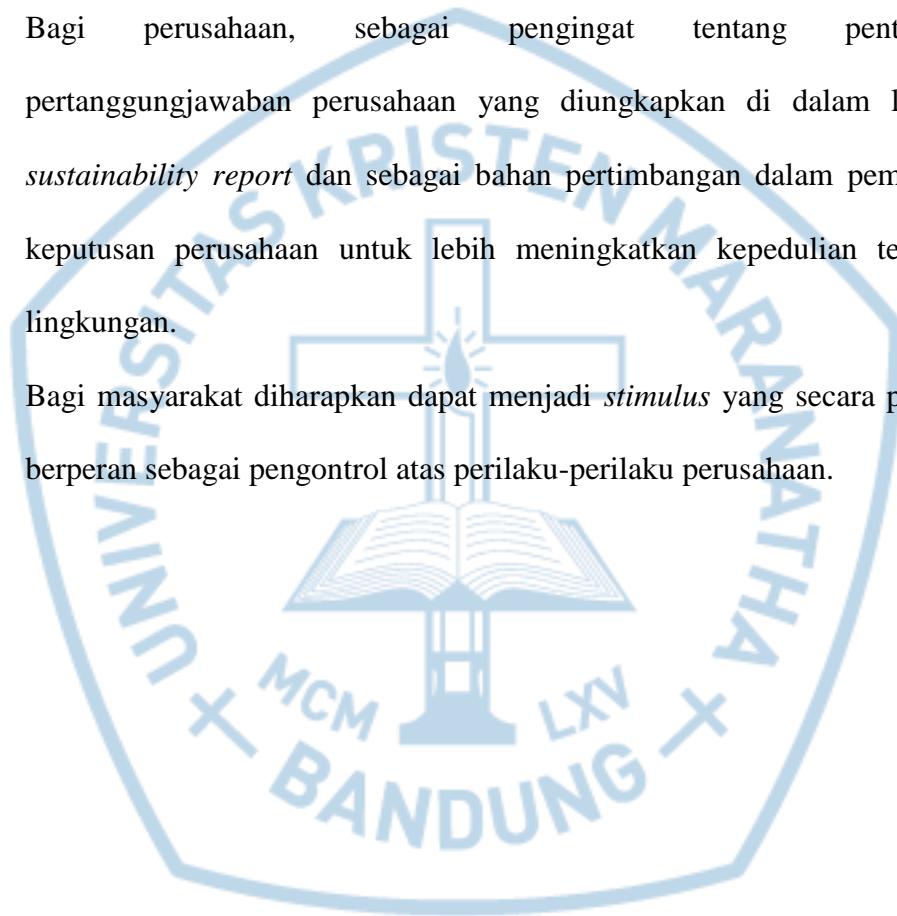 Bagi perusahaan, sebagai pengingat tentang pent
pertanggungjawaban perusahaan yang diungkapkan di dalam l
sustainability report dan sebagai bahan pertimbangan dalam pem
keputusan perusahaan untuk lebih meningkatkan kepedulian te
lingkungan.
Bagi masyarakat diharapkan dapat menjadi stimulus yang secara p
berperan sebagai pengontrol atas perilaku-perilaku perusahaan.
UNIVERSITAS KRISTEN MARANATHA
MCM LXV
BANDUNG